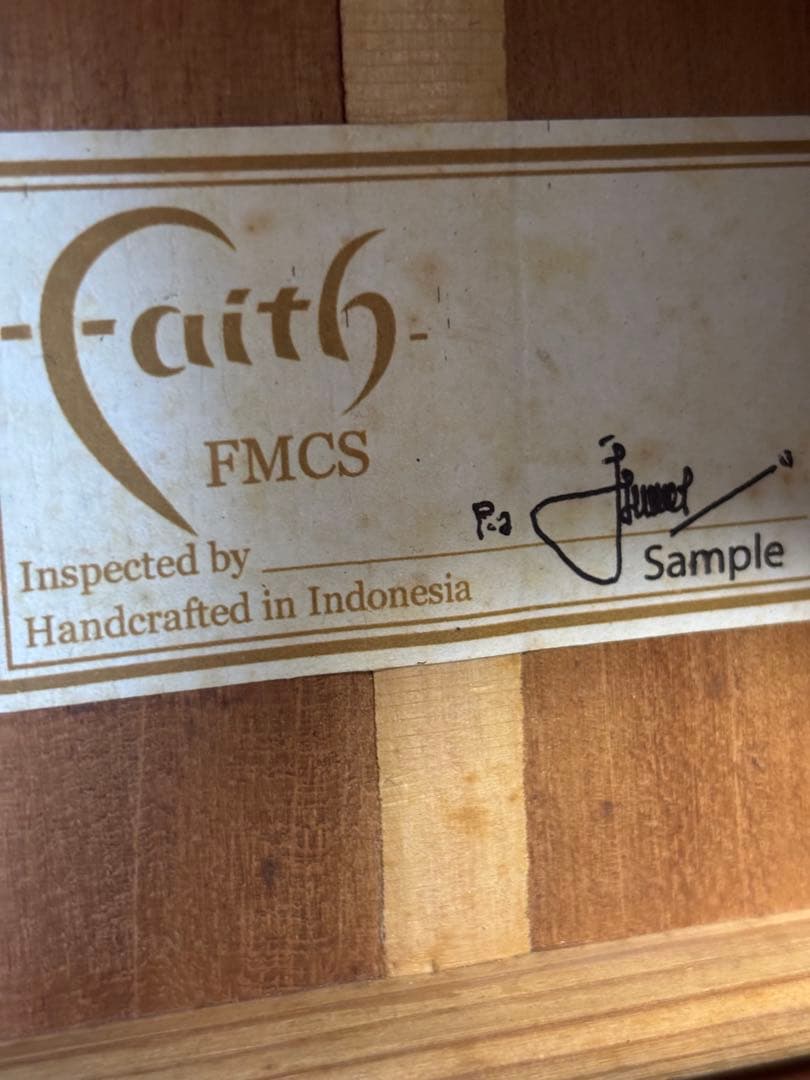 Faith
FMCS
Inspected by
Sample
Handcrafted in Indonesia